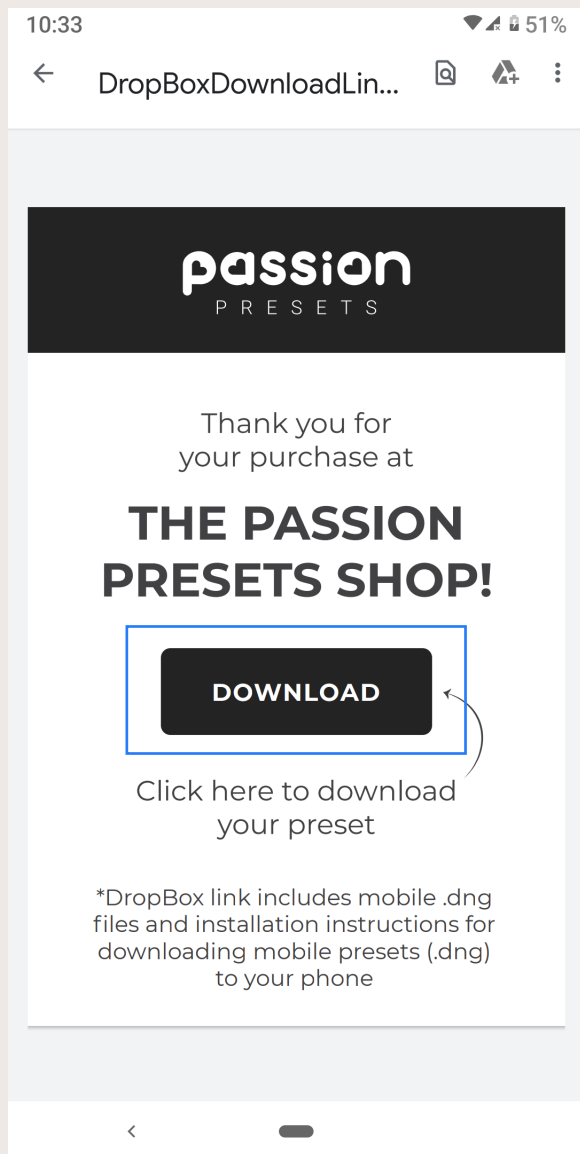 10:33 51%
DropBoxDownloadLin...
passion
PRESETS
Thank you for
your purchase at
THE PASSION
PRESETS SHOP!
DOWNLOAD
Click here to download
your preset
*DropBox link includes mobile .dng
files and installation instructions for
downloading mobile presets (.dng)
to your phone